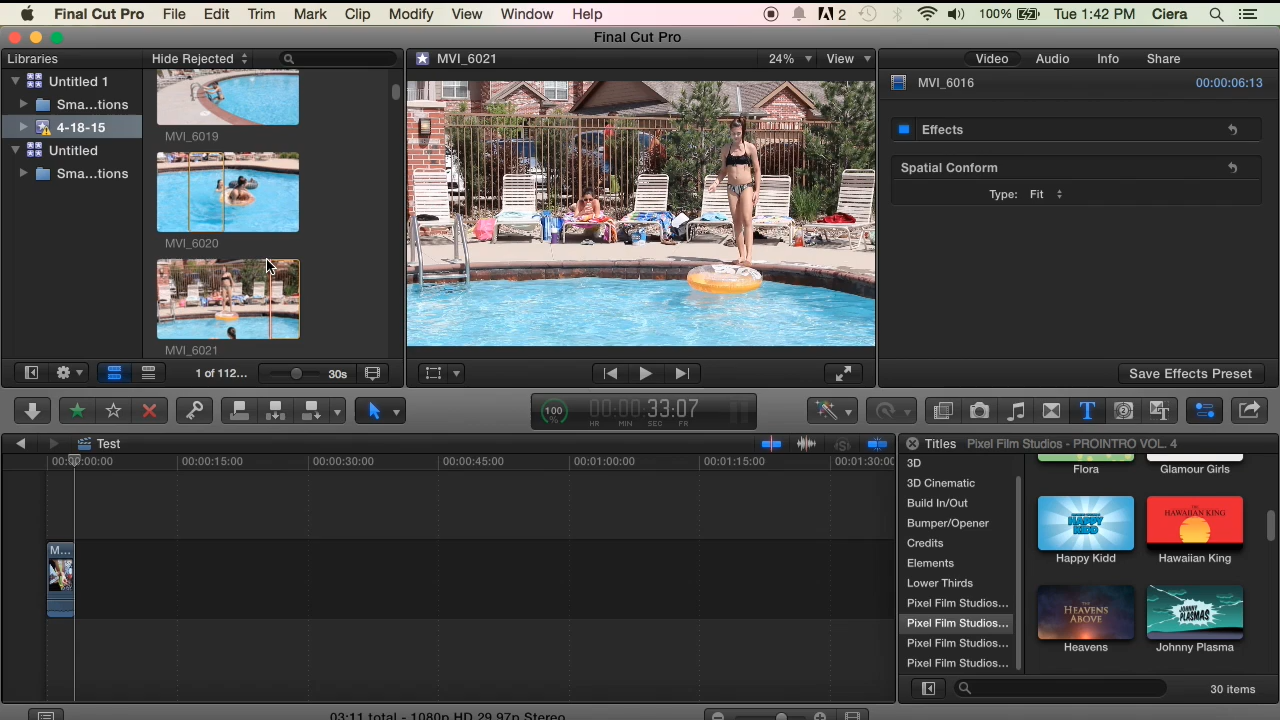 Final Cut Pro File Edit Trim Mark Clip Modify View Window Help 2 100% Tue 1:42 PM Ciera
Final Cut Pro
Libraries
Hide Rejected
MVI_6021
24%
View
Video Audio Info Share
Untitled 1
Sma...tions
4-18-15
Untitled
Sma...tions
MVI_6019
MVI_6020
MVI_6021
MVI_6016
00:00:06:13
Effects
Spatial Conform
Type: Fit
1 of 112...
30s
Save Effects Preset
100
%
00:00:33:07
HR MIN SEC FR
Test
00:00:00:00 00:00:15:00 00:00:30:00 00:00:45:00 00:01:00:00 00:01:15:00 00:01:30:00
M...
Titles Pixel Film Studios - PROINTRO VOL. 4
3D
3D Cinematic
Build In/Out
Bumper/Opener
Credits
Elements
Lower Thirds
Pixel Film Studios...
Pixel Film Studios...
Pixel Film Studios...
Pixel Film Studios...
Flora
Glamour Girls
HAPPY KIDD
Happy Kidd
HAWAIIAN KING
Hawaiian King
HEAVENS ABOVE
Heavens
JOHNNY PLASMAS
Johnny Plasma
30 items
03:11 total - 1080p HD 29.97p Stereo